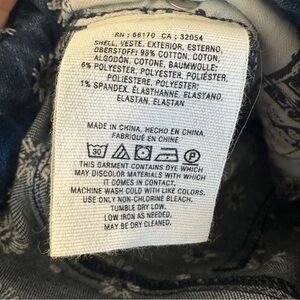 RN : 66170 CA : 32054
SHELL, VESTE, EXTERIOR, ESTERNO,
OBERSTOFF: 93% COTTON, COTON,
ALGODÓN, COTONE, BAUMWOLLE;
6% POLYESTER, POLYESTER, POLIÉSTER,
POLIESTERE, POLYESTER;
1% SPANDEX, ÉLASTHANNE, ELASTANO,
ELASTAN, ELASTAN
MADE IN CHINA, HECHO EN CHINA,
FABRIQUÉ EN CHINE
30 P
THIS GARMENT CONTAINS DYE WHICH
MAY DISCOLOR MATERIALS WITH WHICH
IT COMES IN CONTACT.
MACHINE WASH COLD WITH LIKE COLORS.
USE ONLY NON-CHLORINE BLEACH.
TUMBLE DRY LOW.
LOW IRON AS NEEDED,
MAY BE DRY CLEANED.